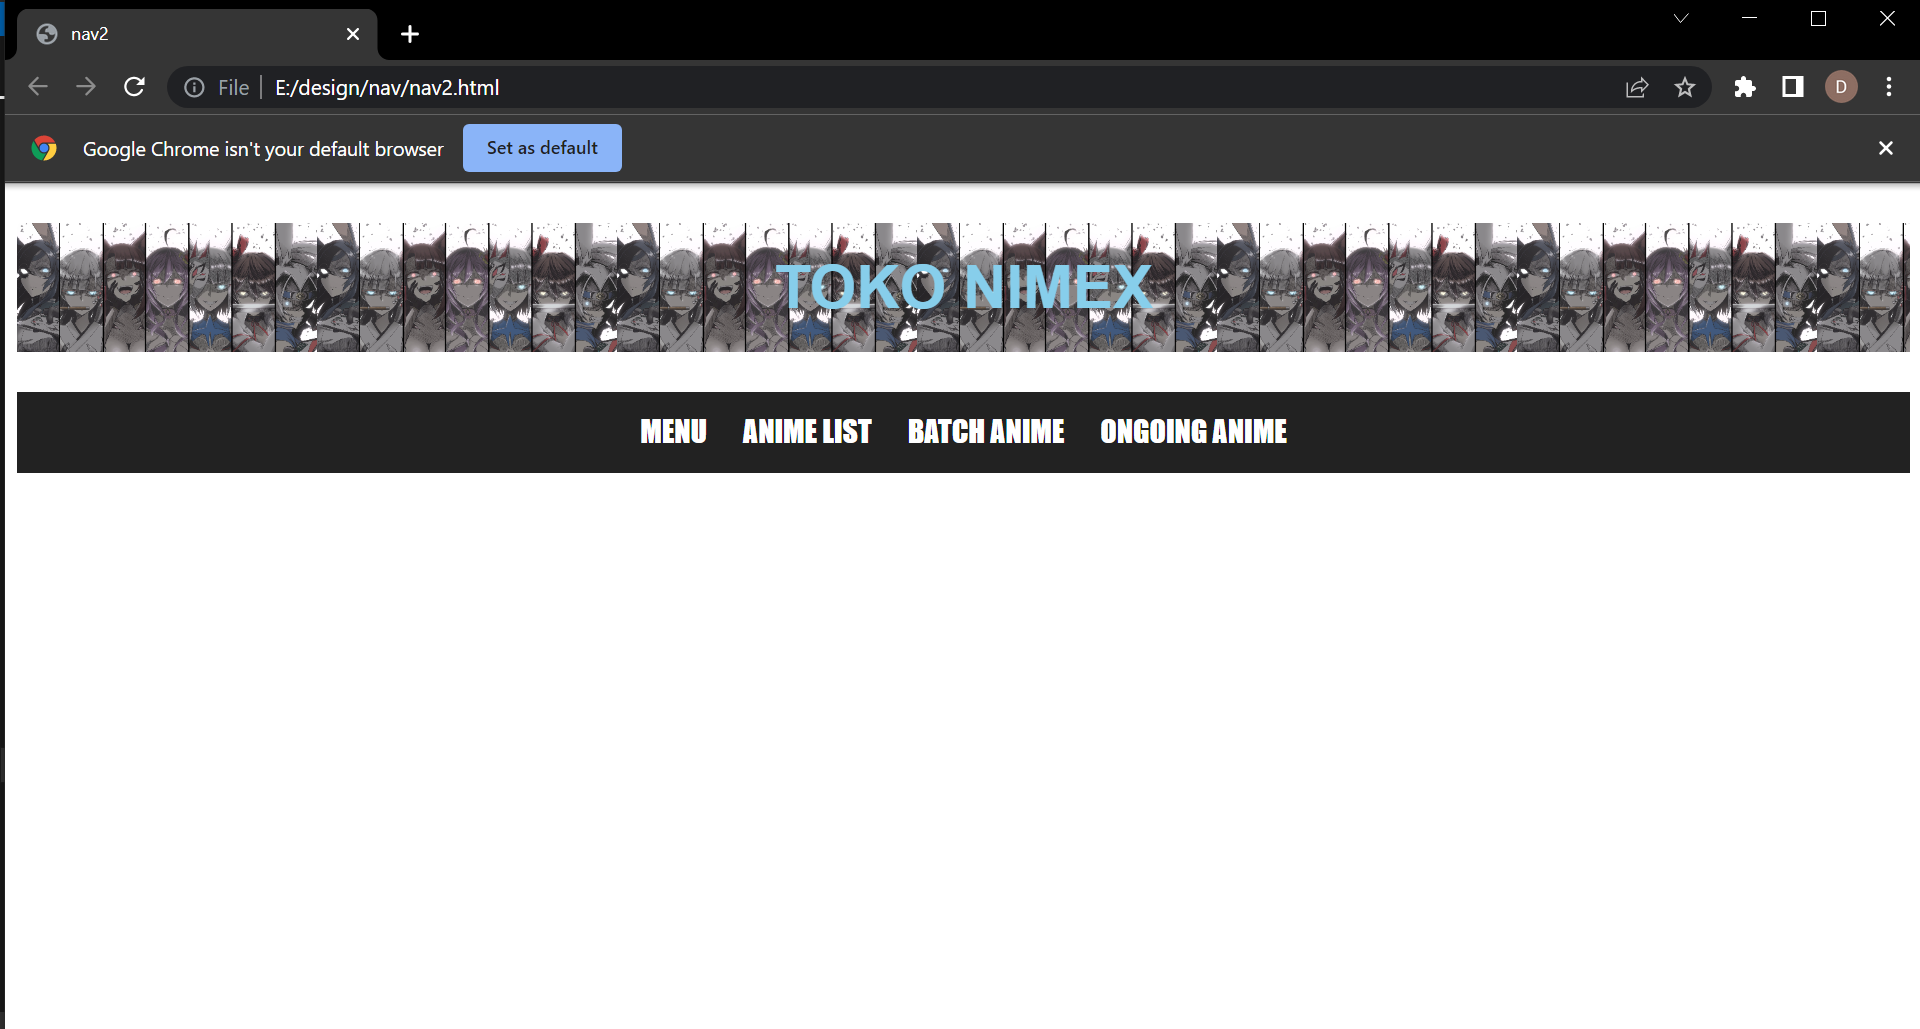 nav2
File
E:/design/nav/nav2.html
D
Google Chrome isn't your default browser
Set as default
TOKO NIMEX
MENU ANIME LIST BATCH ANIME ONGOING ANIME